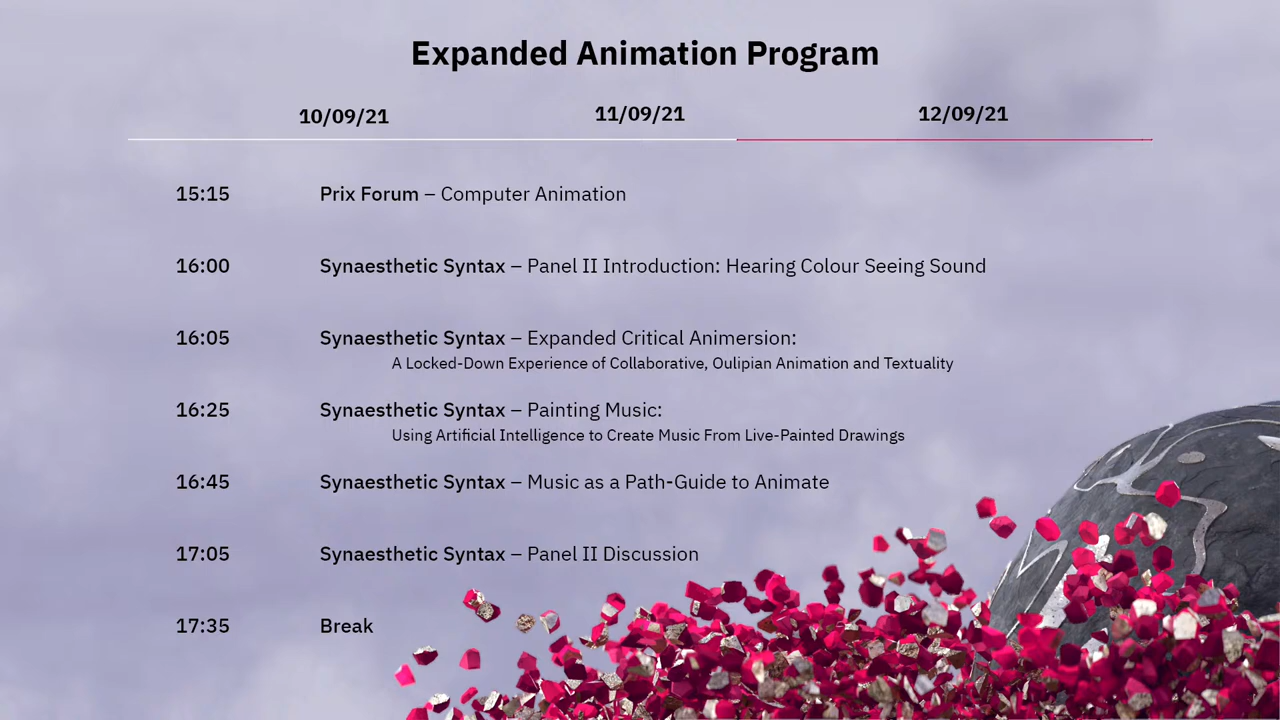 Expanded Animation Program
10/09/21 11/09/21 12/09/21
15:15 Prix Forum – Computer Animation
16:00 Synaesthetic Syntax – Panel II Introduction: Hearing Colour Seeing Sound
16:05 Synaesthetic Syntax – Expanded Critical Animersion:
A Locked-Down Experience of Collaborative, Oulipian Animation and Textuality
16:25 Synaesthetic Syntax – Painting Music:
Using Artificial Intelligence to Create Music From Live-Painted Drawings
16:45 Synaesthetic Syntax – Music as a Path-Guide to Animate
17:05 Synaesthetic Syntax – Panel II Discussion
17:35 Break